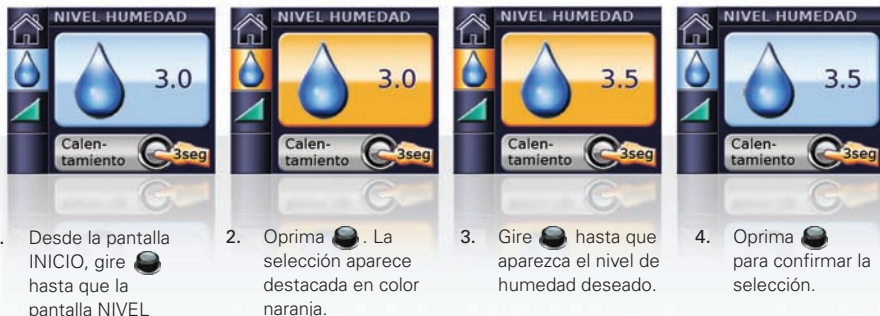 NIVEL HUMEDAD
3.0
Calen-
tamiento
3seg
NIVEL HUMEDAD
3.0
Calen-
tamiento
3seg
NIVEL HUMEDAD
3.5
Calen-
tamiento
3seg
NIVEL HUMEDAD
3.5
Calen-
tamiento
3seg
. Desde la pantalla
INICIO, gire
hasta que la
pantalla NIVEL
2. Oprima . La
selección aparece
destacada en color
naranja.
3. Gire hasta que
aparezca el nivel de
humedad deseado.
4. Oprima
para confirmar la
selección.